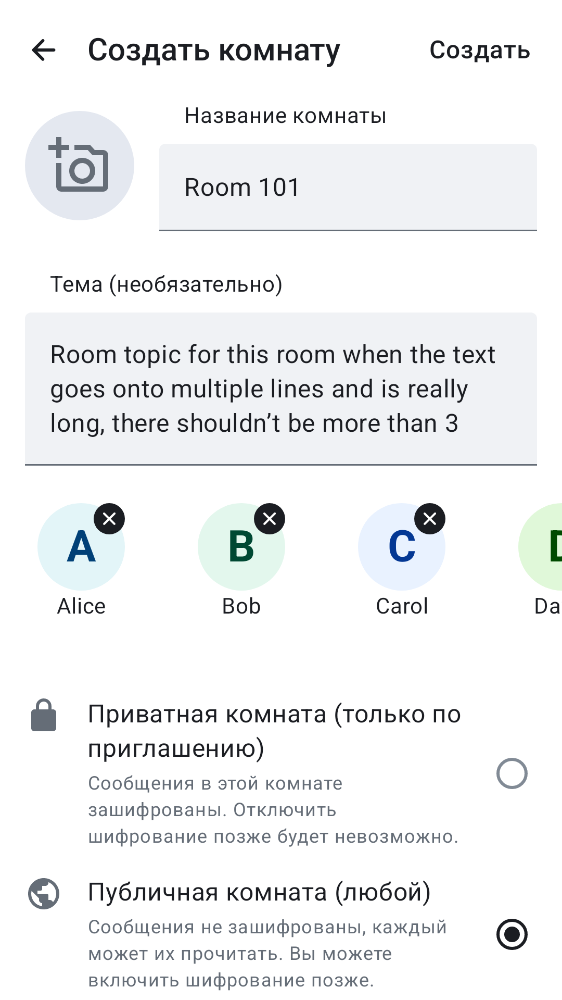 Создать комнату Создать
Название комнаты
Room 101
Тема (необязательно)
Room topic for this room when the text
goes onto multiple lines and is really
long, there shouldn’t be more than 3
A B C
Alice Bob Carol Da
Приватная комната (только по
приглашению)
Сообщения в этой комнате
зашифрованы. Отключить
шифрование позже будет невозможно.
Публичная комната (любой)
Сообщения не зашифрованы, каждый
может их прочитать. Вы можете
включить шифрование позже.